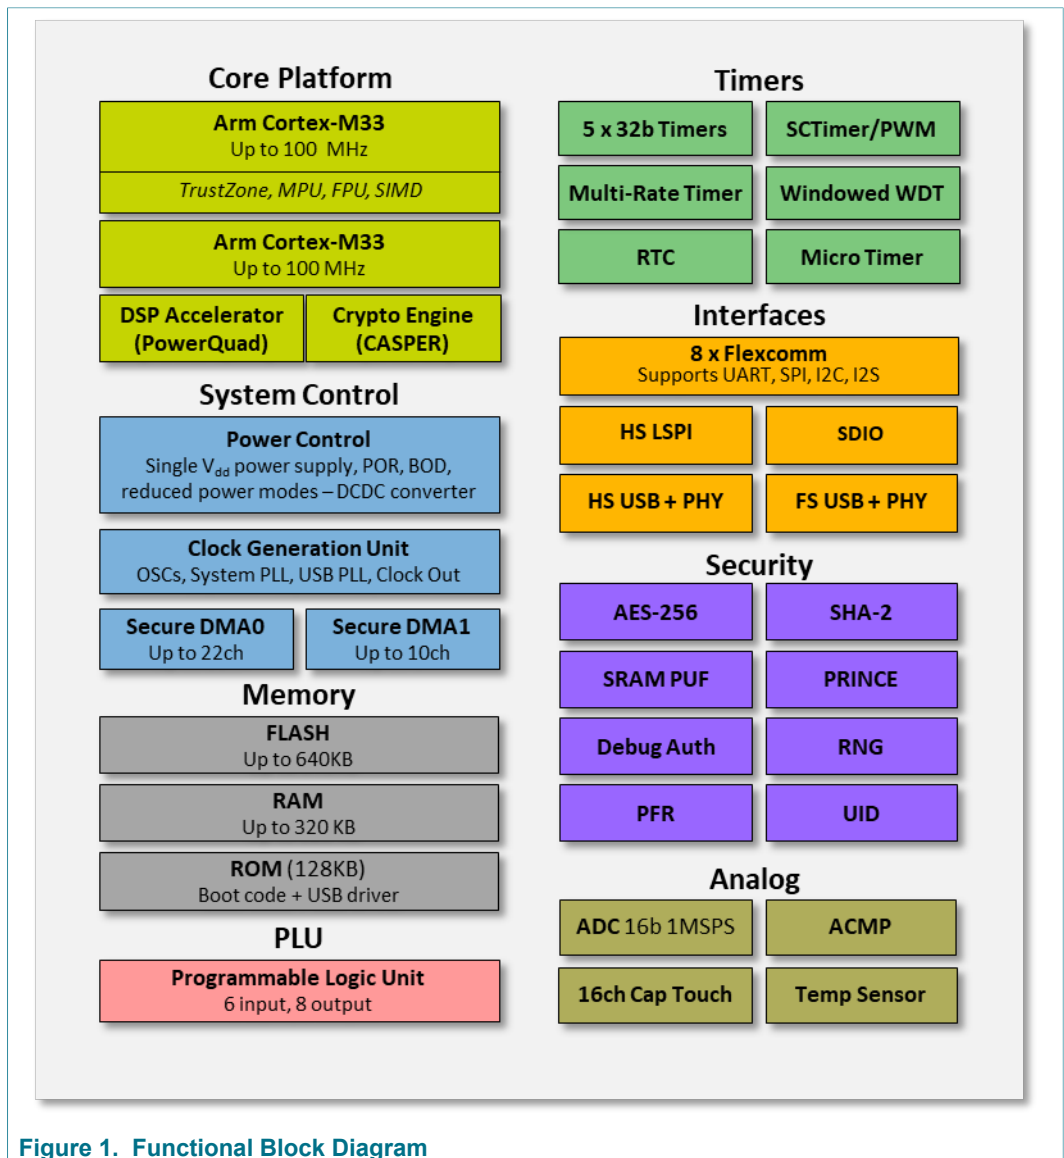 Core Platform
Arm Cortex-M33
Up to 100 MHz
TrustZone, MPU, FPU, SIMD
Arm Cortex-M33
Up to 100 MHz
DSP Accelerator
(PowerQuad)
Crypto Engine
(CASPER)
System Control
Power Control
Single Vdd power supply, POR, BOD,
reduced power modes – DCDC converter
Clock Generation Unit
OSCs, System PLL, USB PLL, Clock Out
Secure DMA0
Up to 22ch
Secure DMA1
Up to 10ch
Memory
FLASH
Up to 640KB
RAM
Up to 320 KB
ROM (128KB)
Boot code + USB driver
PLU
Programmable Logic Unit
6 input, 8 output
Timers
5 x 32b Timers
SCTimer/PWM
Multi-Rate Timer
Windowed WDT
RTC
Micro Timer
Interfaces
8 x Flexcomm
Supports UART, SPI, I2C, I2S
HS LSPI
SDIO
HS USB + PHY
FS USB + PHY
Security
AES-256
SHA-2
SRAM PUF
PRINCE
Debug Auth
RNG
PFR
UID
Analog
ADC 16b 1MSPS
ACMP
16ch Cap Touch
Temp Sensor
Figure 1. Functional Block Diagram